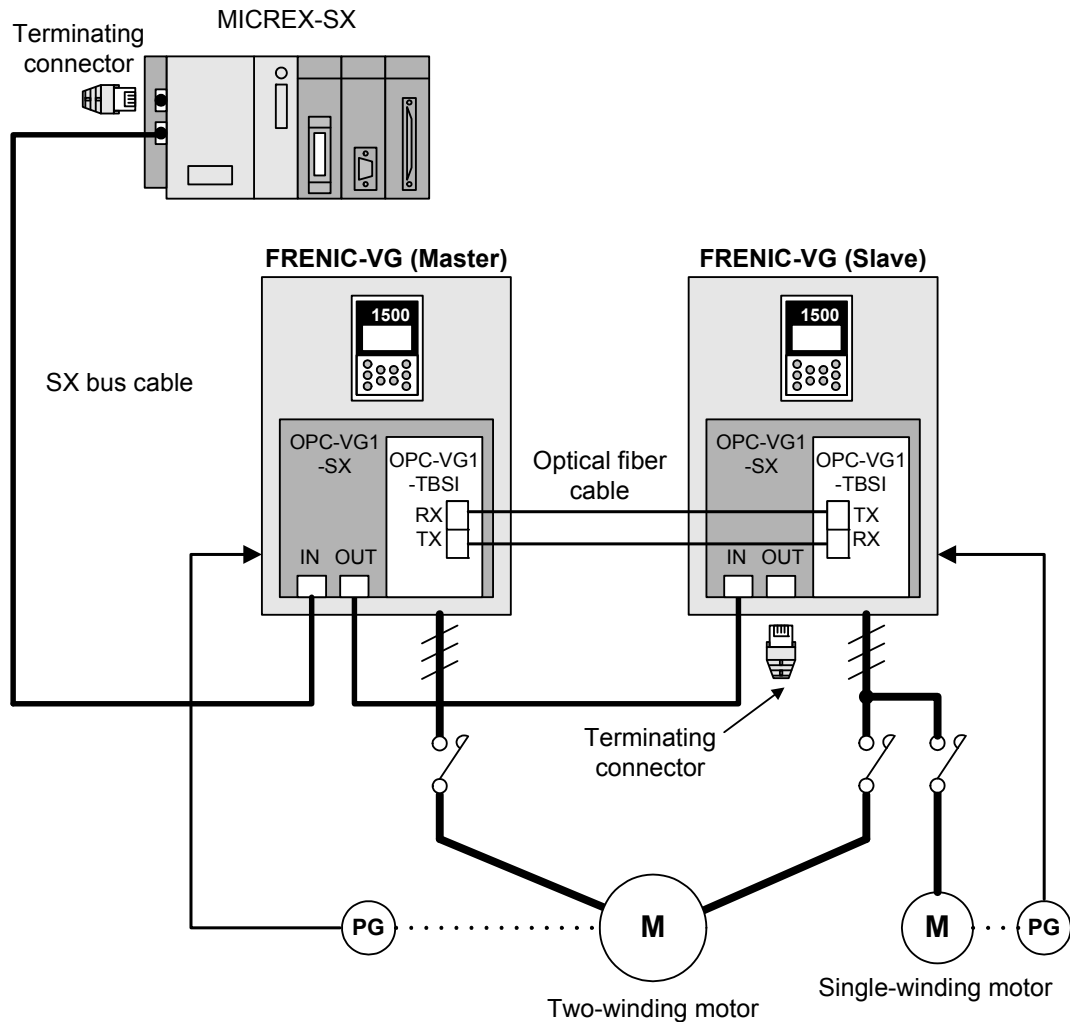 MICREX-SX
Terminating
connector
FRENIC-VG (Master)
FRENIC-VG (Slave)
1500
1500
SX bus cable
OPC-VG1
-SX
OPC-VG1
-TBSI
RX
TX
IN OUT
Optical fiber
cable
OPC-VG1
-SX
OPC-VG1
-TBSI
TX
RX
IN OUT
Terminating
connector
PG
M
M
PG
Two-winding motor
Single-winding motor